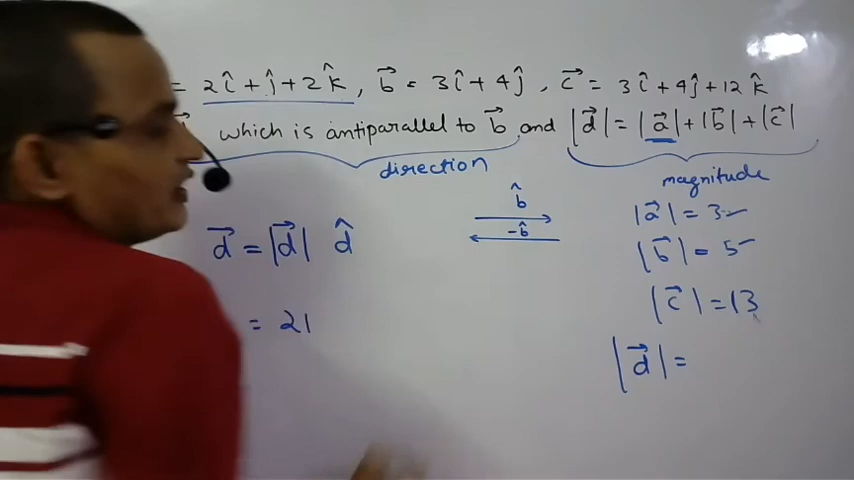 = 2î + ĵ + 2k̂, b⃗ = 3î + 4ĵ, c⃗ = 3î + 4ĵ + 12k̂
which is antiparallel to b⃗ and |d⃗| = |a⃗| + |b⃗| + |c⃗|
direction
magnitude
b̂
-b̂
d⃗ = |d⃗| d̂
= 21
|a⃗| = 3
|b⃗| = 5
|c⃗| = 13
|d⃗| =